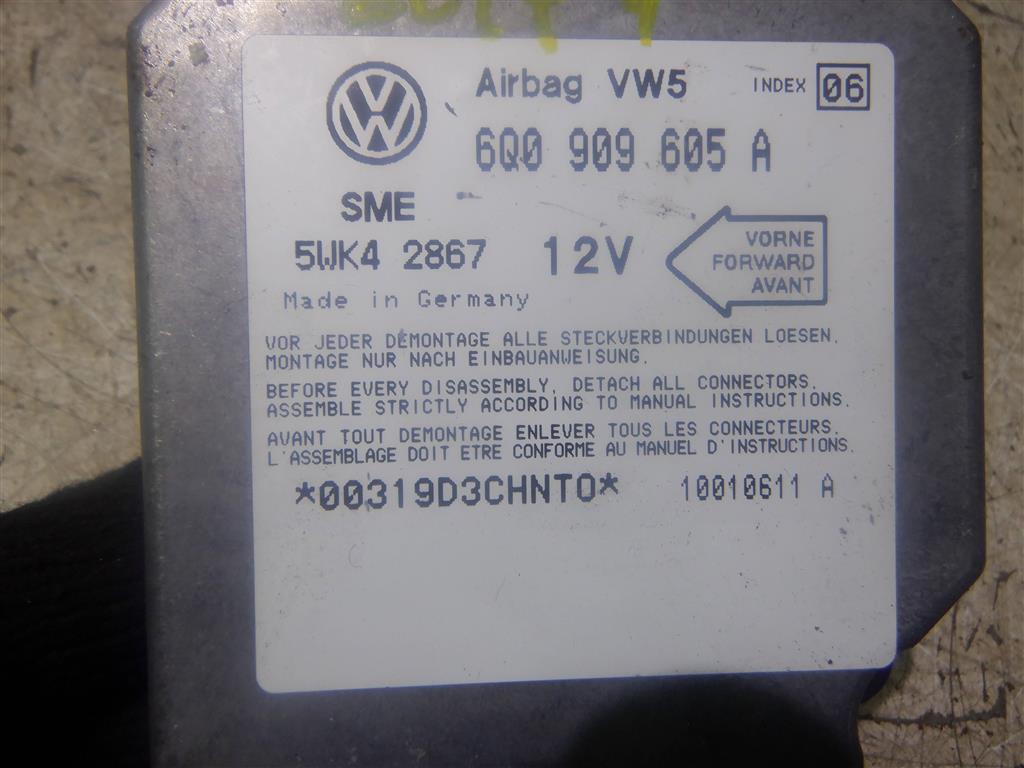 Airbag VW5 INDEX 06
6Q0 909 605 A
SME
5WK4 2867 12V
VORNE
FORWARD
AVANT
Made in Germany
VOR JEDER DEMONTAGE ALLE STECKVERBINDUNGEN LOESEN.
MONTAGE NUR NACH EINBAUANWEISUNG.
BEFORE EVERY DISASSEMBLY, DETACH ALL CONNECTORS.
ASSEMBLE STRICTLY ACCORDING TO MANUAL INSTRUCTIONS.
AVANT TOUT DEMONTAGE ENLEVER TOUS LES CONNECTEURS.
L'ASSEMBLAGE DOIT ETRE CONFORME AU MANUEL D'INSTRUCTIONS.
*00319D3CHNT0* 10010611 A